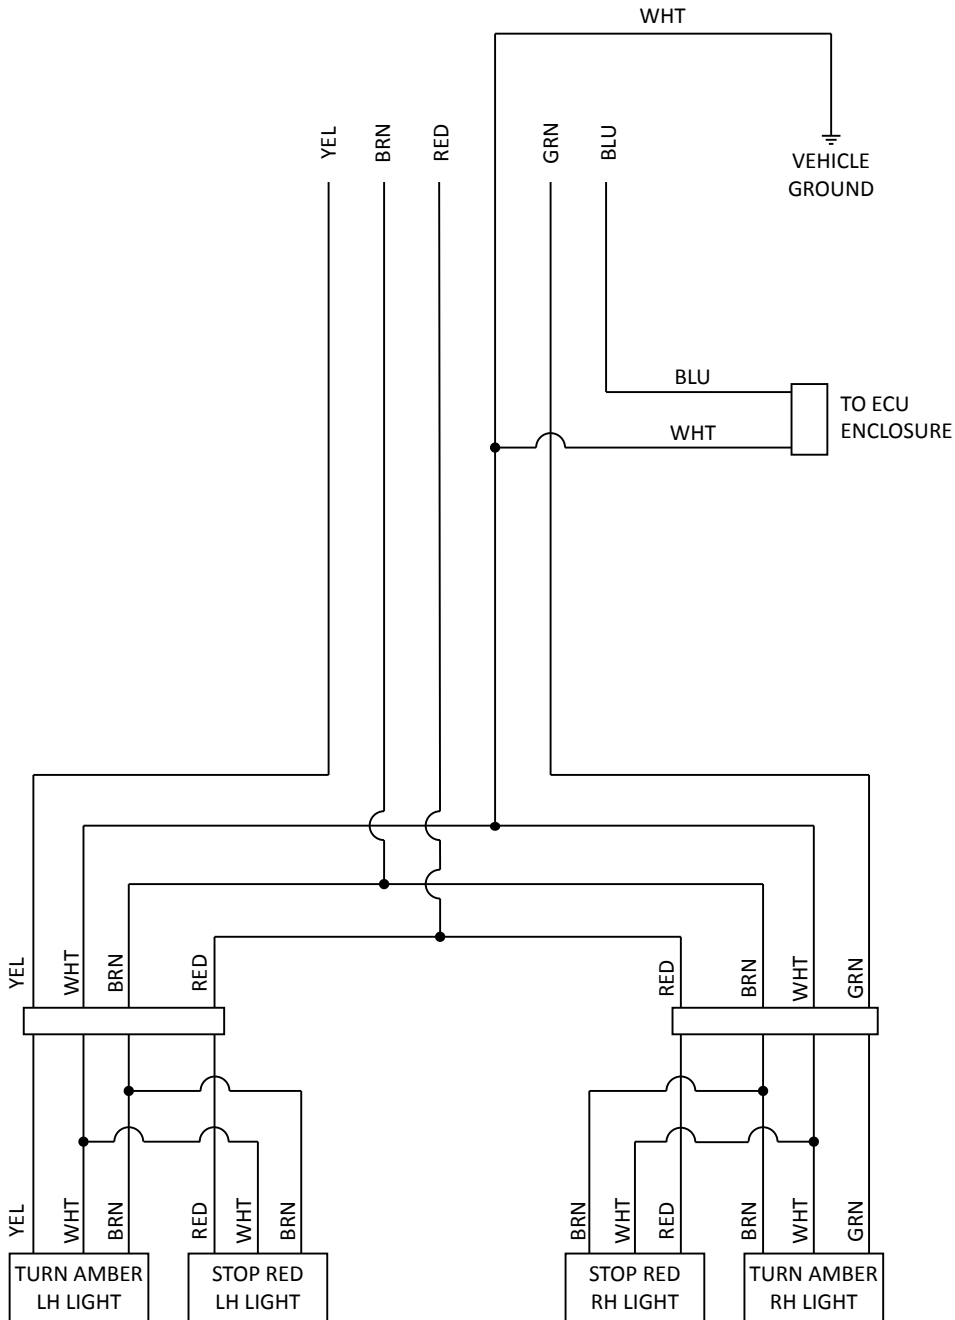 WHT
YEL
BRN
RED
GRN
BLU
VEHICLE
GROUND
BLU
TO ECU
ENCLOSURE
WHT
YEL
WHT
BRN
RED
RED
BRN
WHT
GRN
YEL
WHT
BRN
RED
WHT
BRN
BRN
WHT
RED
BRN
WHT
GRN
TURN AMBER
LH LIGHT
STOP RED
LH LIGHT
STOP RED
RH LIGHT
TURN AMBER
RH LIGHT